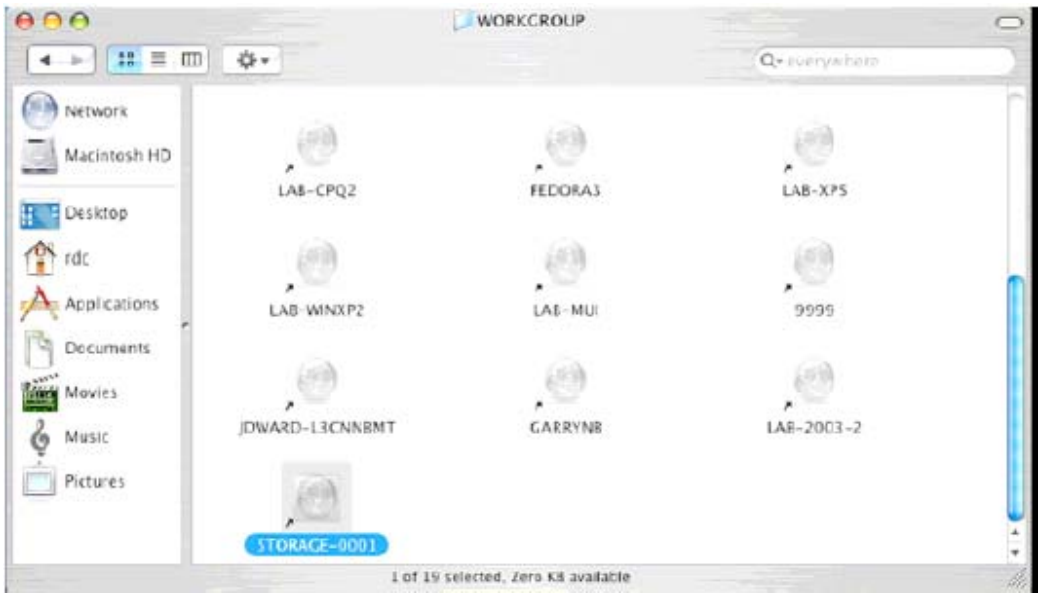 WORKGROUP
everywhere
Network
Macintosh HD
Desktop
rdc
Applications
Documents
Movies
Music
Pictures
LAB-CPQ2
FEDORA3
LAB-XPS
LAB-WINXP2
LAB-MUI
9999
JDWARD-L3CNNBMT
GARRYNB
LAB-2003-2
STORAGE-0001
1 of 19 selected, Zero KB available